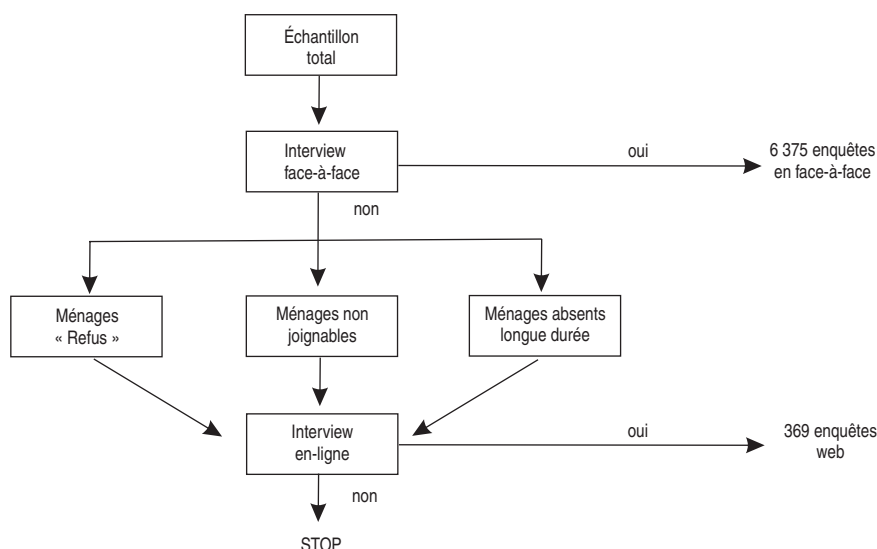 Échantillon
total
Interview
face-à-face
oui
6 375 enquêtes
en face-à-face
non
Ménages
« Refus »
Ménages non
joignables
Ménages absents
longue durée
Interview
en-ligne
oui
369 enquêtes
web
non
STOP